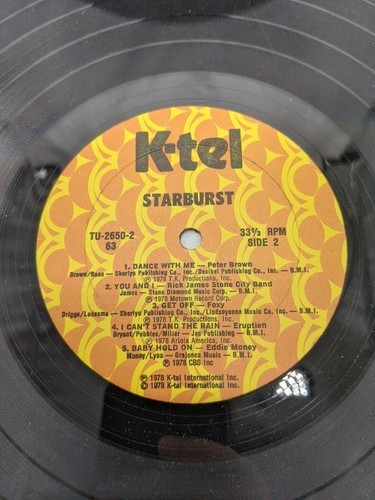 K-tel
STARBURST
TU-2650-2 33⅓ RPM
63 SIDE 2
1. DANCE WITH ME — Peter Brown
Brown/Rans — Sherlyn Publishing Co., Inc./Decibel Publishing Co., Inc. — B.M.I.
℗ 1978 T.K. Productions, Inc.
2. YOU AND I — Rick James Stone City Band
James — Stone Diamond Music Corp. — B.M.I.
℗ 1978 Motown Record Corp.
3. GET OFF — Foxy
Driggs/Ledesma — Sherlyn Publishing Co., Inc./Lindseyanne Music Co., Inc. — B.M.I.
℗ 1978 T.K. Productions, Inc.
4. I CAN'T STAND THE RAIN — Eruption
Bryant/Peebles/Miller — Jec Publishing — B.M.I.
℗ 1978 Ariola America, Inc.
5. BABY HOLD ON — Eddie Money
Money/Lyon — Grajonca Music — B.M.I.
℗ 1978 CBS Inc
℗ 1978 K-tel International Inc.
© 1978 K-tel International Inc.